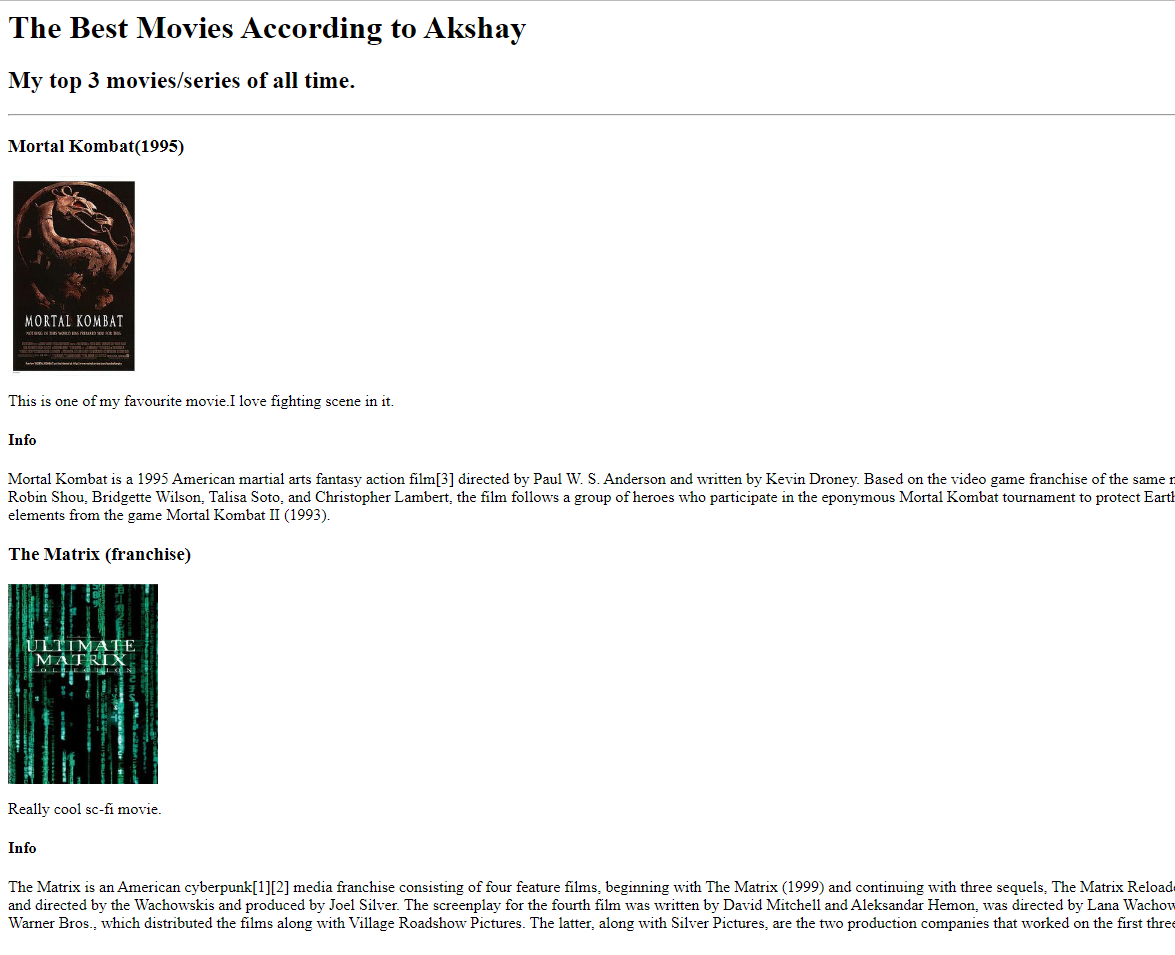 The Best Movies According to Akshay
My top 3 movies/series of all time.
Mortal Kombat(1995)
MORTAL KOMBAT
NOTHING IN THIS WORLD HAS PREPARED YOU FOR THIS.
This is one of my favourite movie.I love fighting scene in it.
Info
Mortal Kombat is a 1995 American martial arts fantasy action film[3] directed by Paul W. S. Anderson and written by Kevin Droney. Based on the video game franchise of the same
Robin Shou, Bridgette Wilson, Talisa Soto, and Christopher Lambert, the film follows a group of heroes who participate in the eponymous Mortal Kombat tournament to protect Earth
elements from the game Mortal Kombat II (1993).
The Matrix (franchise)
ULTIMATE
MATRIX
COLLECTION
Really cool sc-fi movie.
Info
The Matrix is an American cyberpunk[1][2] media franchise consisting of four feature films, beginning with The Matrix (1999) and continuing with three sequels, The Matrix Reload
and directed by the Wachowskis and produced by Joel Silver. The screenplay for the fourth film was written by David Mitchell and Aleksandar Hemon, was directed by Lana Wachow
Warner Bros., which distributed the films along with Village Roadshow Pictures. The latter, along with Silver Pictures, are the two production companies that worked on the first three